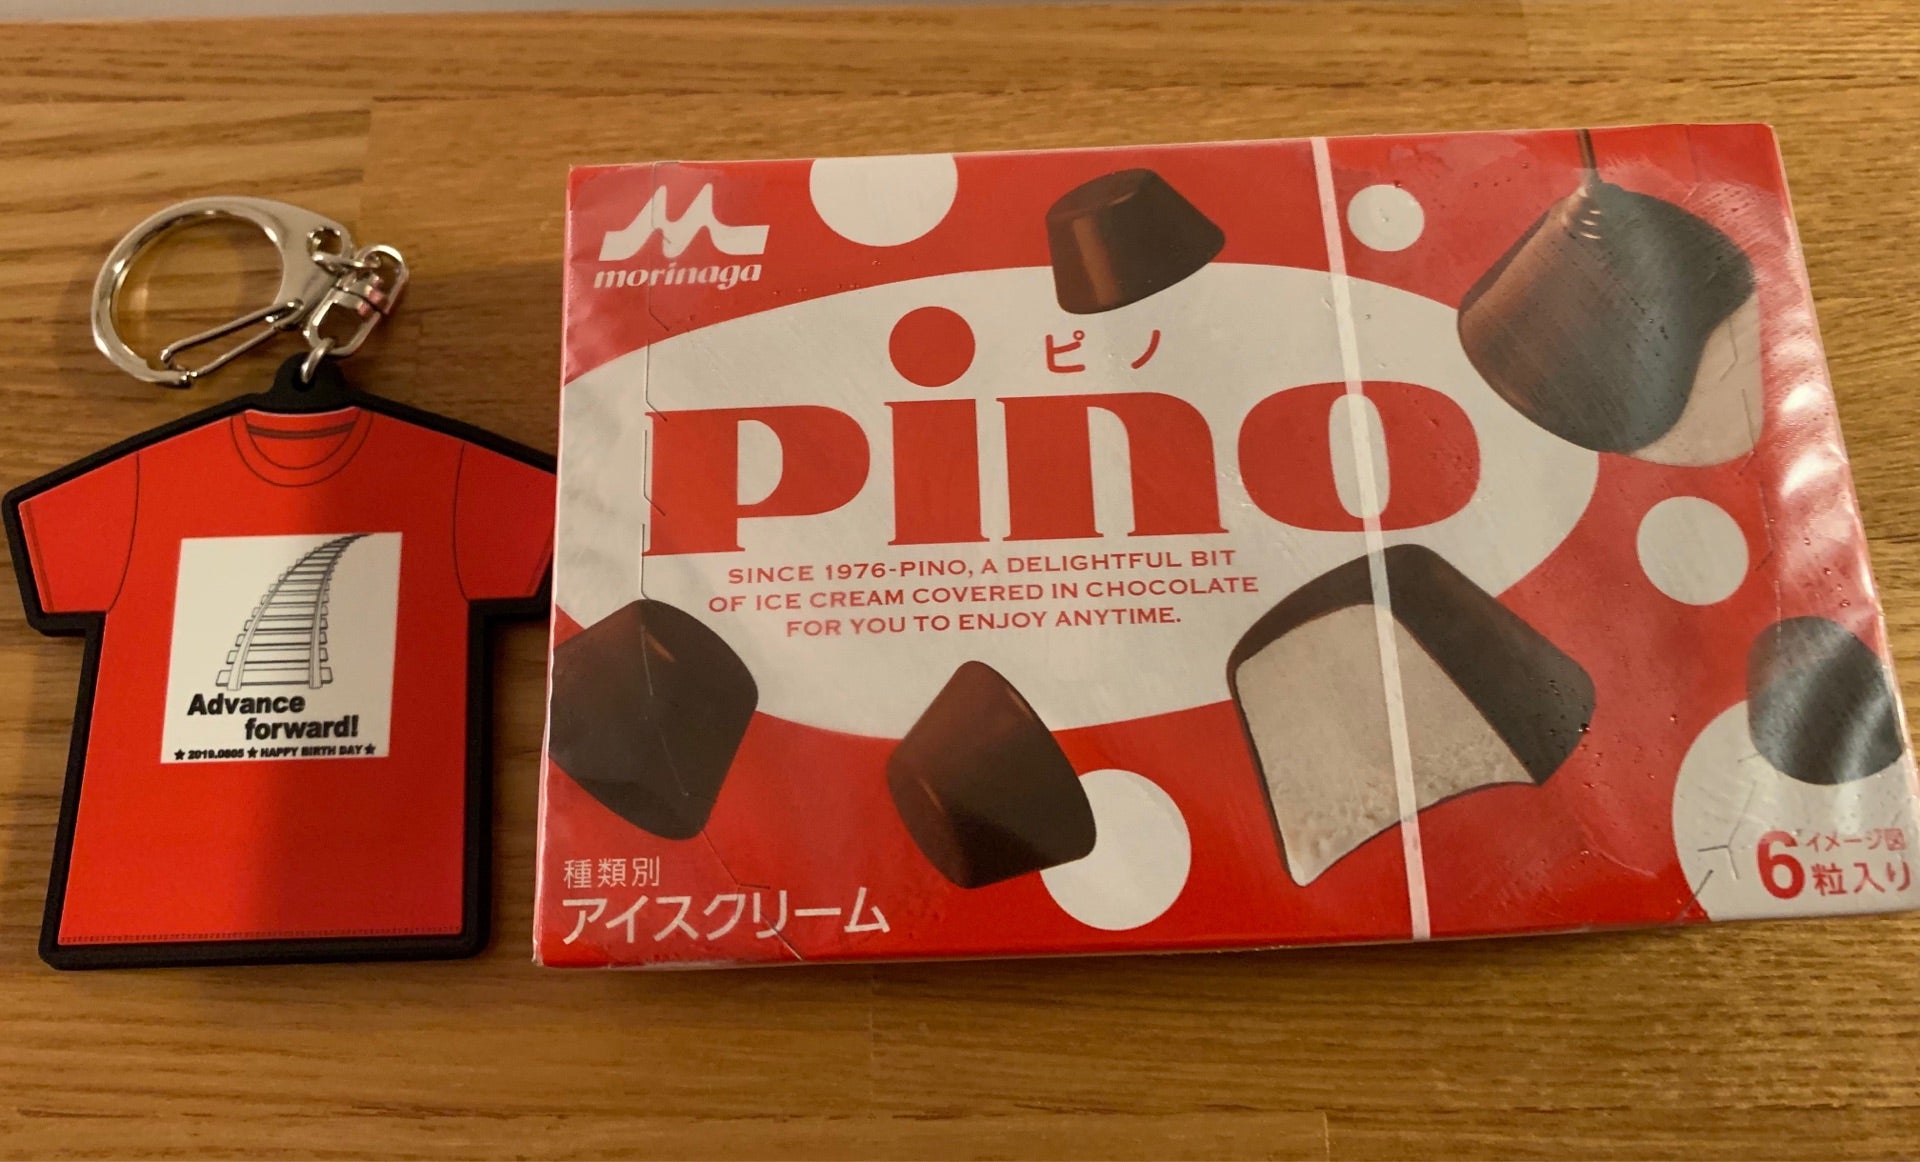 Advance
forward!
★ 2019.0805 ★ HAPPY BIRTH DAY ★
morinaga
ピノ
pino
SINCE 1976-PINO, A DELIGHTFUL BIT
OF ICE CREAM COVERED IN CHOCOLATE
FOR YOU TO ENJOY ANYTIME.
種類別
アイスクリーム
イメージ図
6粒入り